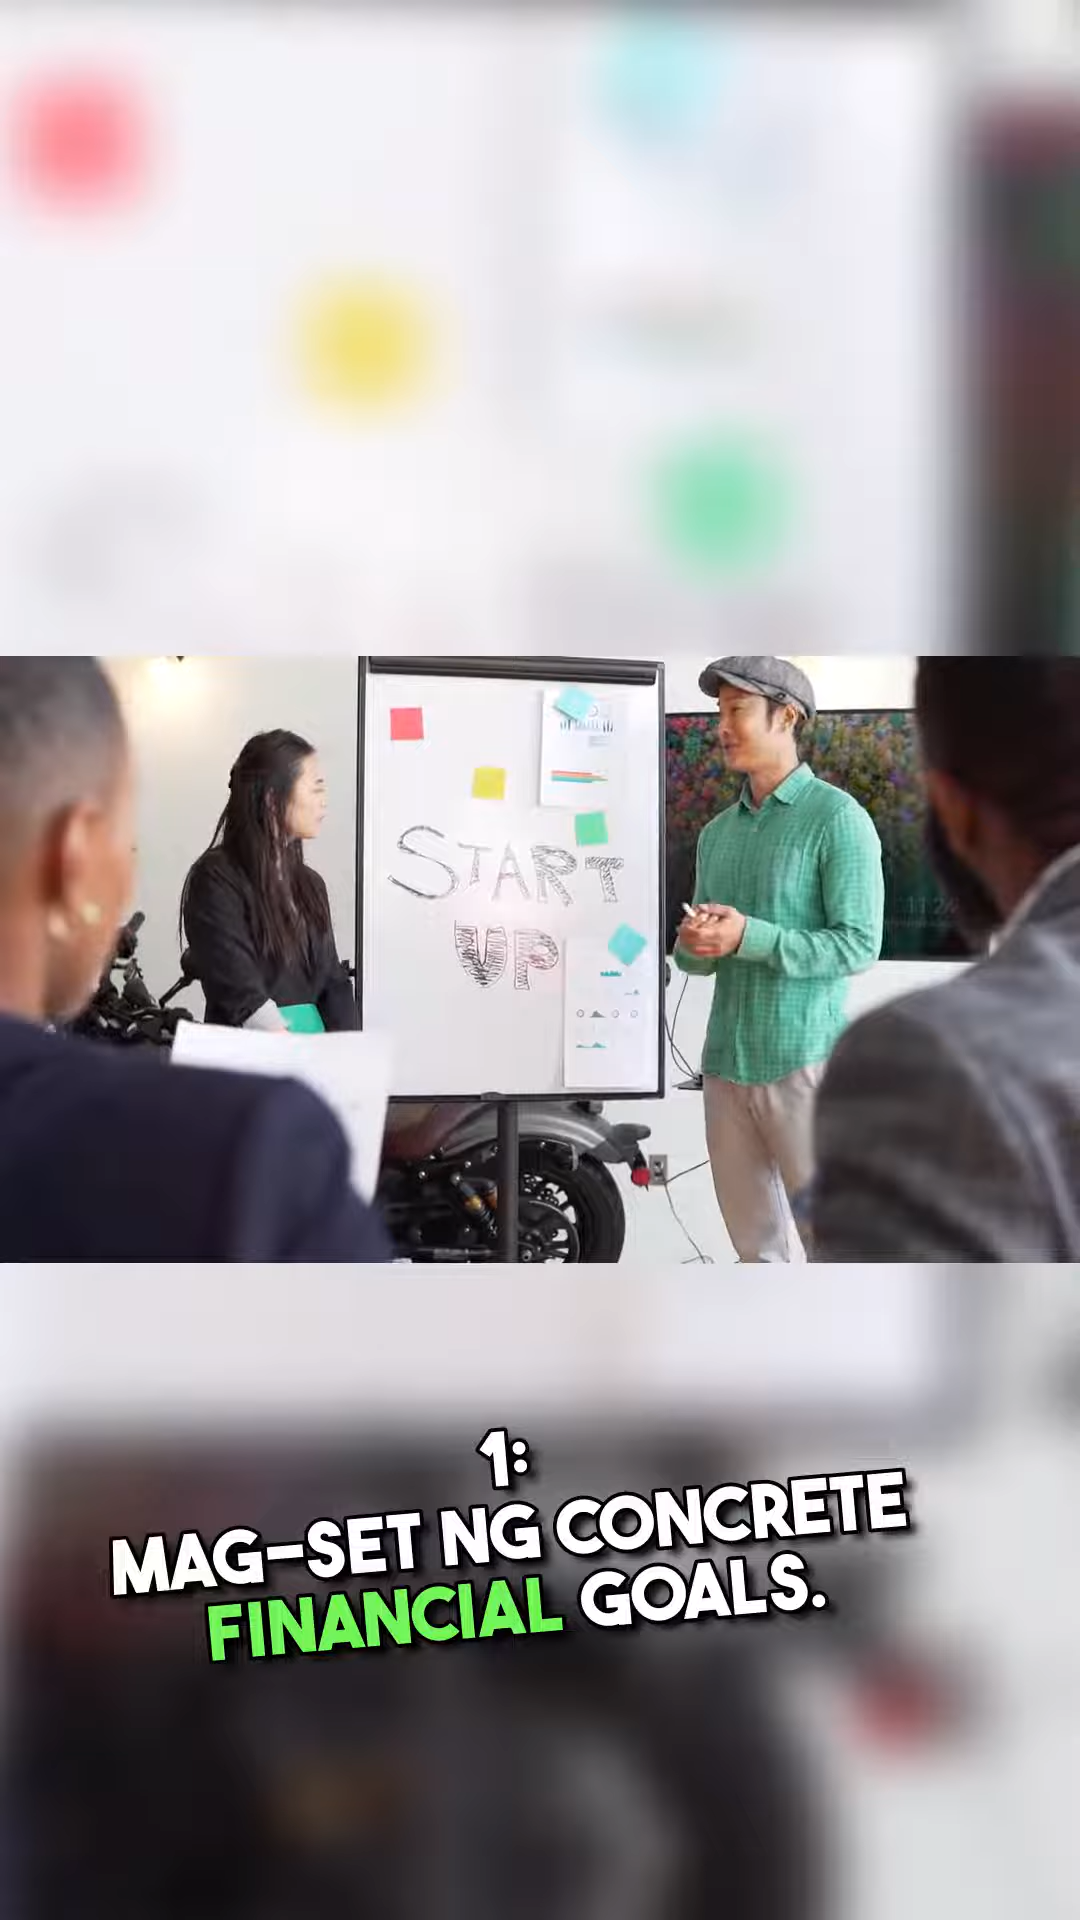 START
UP
1:
MAG-SET NG CONCRETE
FINANCIAL GOALS.